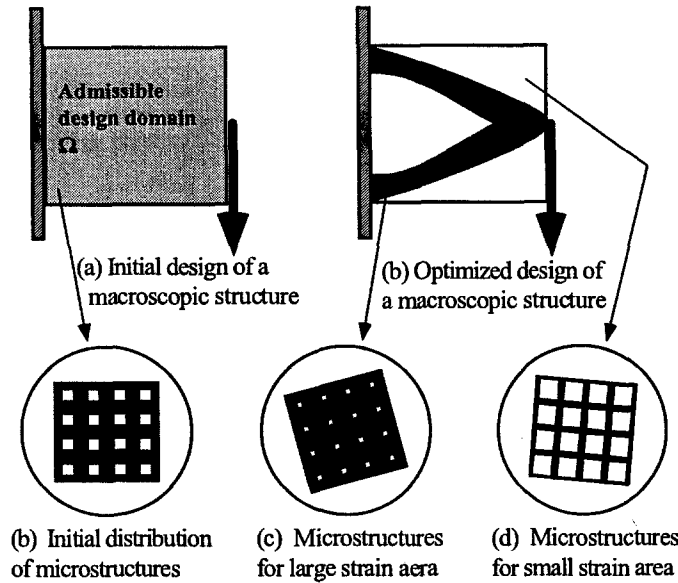 Admissible
design domain
Ω
(a) Initial design of a
macroscopic structure
(b) Optimized design of
a macroscopic structure
(b) Initial distribution
of microstructures
(c) Microstructures
for large strain aera
(d) Microstructures
for small strain area